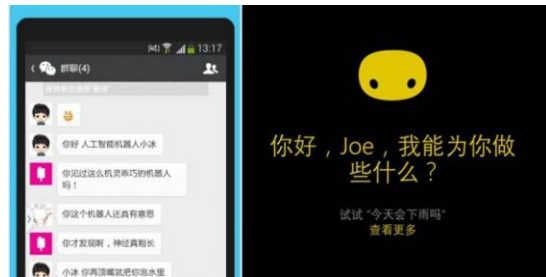 13:17
群聊(4)
你好 人工智能机器人小冰
你见过这么机灵乖巧的机器人
吗！
你这个机器人还真有意思
你才发现啊，神经真粗长
小冰 你再顶嘴就把你泡水里
你好，Joe，我能为你做
些什么？
试试 "今天会下雨吗"
查看更多